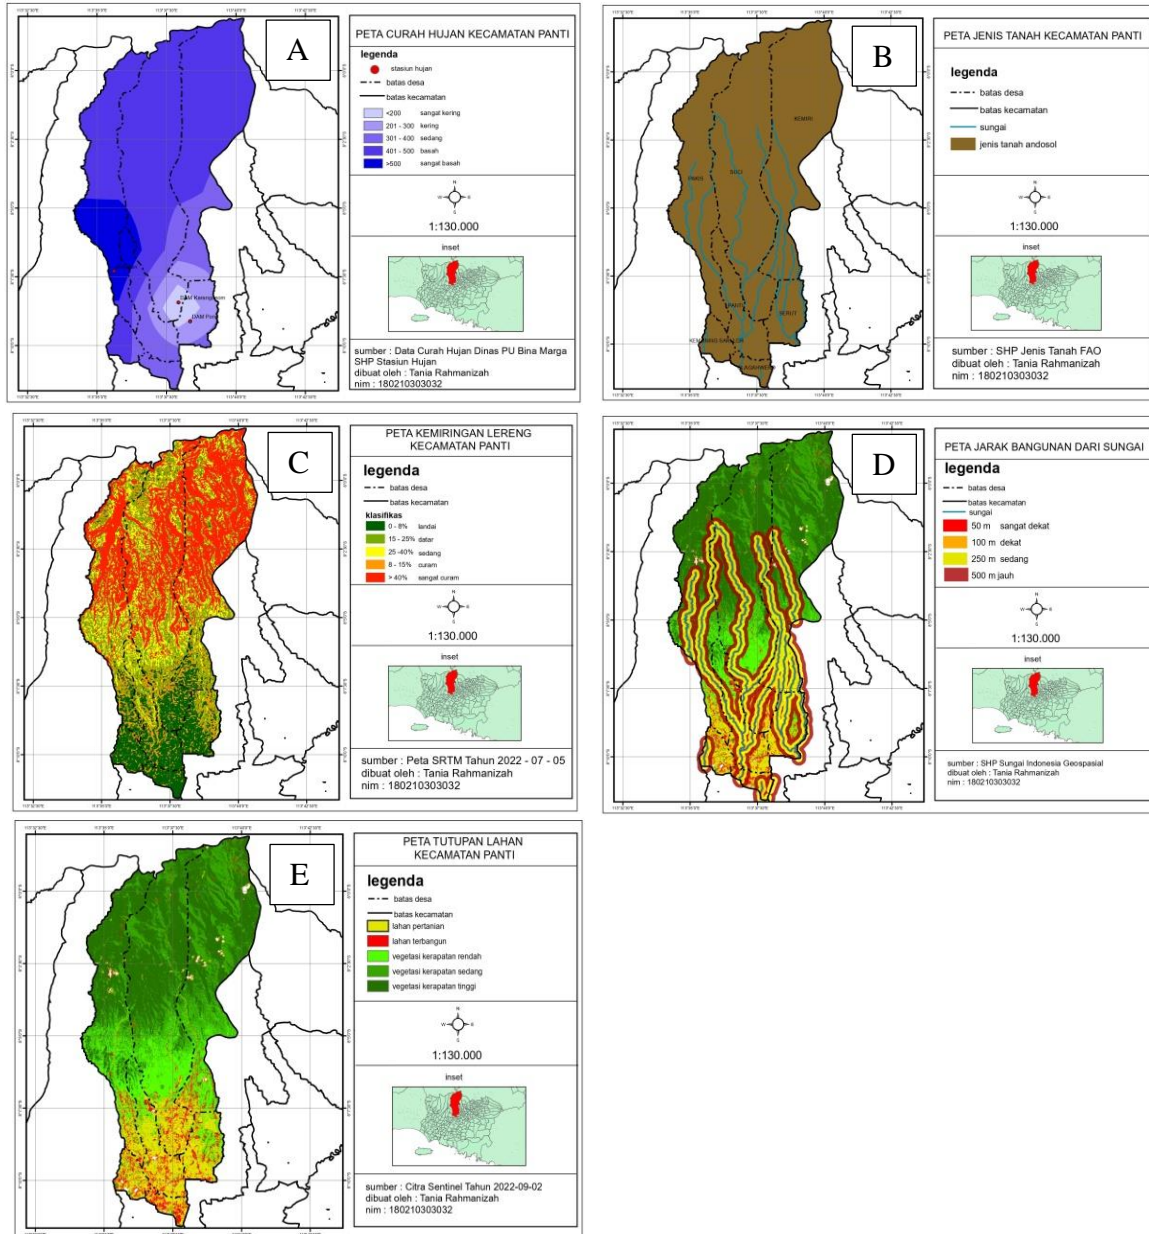 A
PETA CURAH HUJAN KECAMATAN PANTI
legenda
stasiun hujan
batas desa
batas kecamatan
<200 sangat kering
201 - 300 kering
301 - 400 sedang
401 - 500 basah
>500 sangat basah
N
W E
S
1:130.000
inset
sumber : Data Curah Hujan Dinas PU Bina Marga
SHP Stasiun Hujan
dibuat oleh : Tania Rahmanizah
nim : 180210303032
B
KEMIRI
SUCI
PAKIS
SERUT
PETA JENIS TANAH KECAMATAN PANTI
legenda
batas desa
batas kecamatan
sungai
jenis tanah andosol
N
W E
S
1:130.000
inset
sumber : SHP Jenis Tanah FAO
dibuat oleh : Tania Rahmanizah
nim : 180210303032
C
PETA KEMIRINGAN LERENG
KECAMATAN PANTI
legenda
batas desa
batas kecamatan
klasifikas
0 - 8% landai
15 - 25% datar
25 -40% sedang
8 - 15% curam
> 40% sangat curam
N
W E
S
1:130.000
inset
sumber : Peta SRTM Tahun 2022 - 07 - 05
dibuat oleh : Tania Rahmanizah
nim : 180210303032
D
PETA JARAK BANGUNAN DARI SUNGAI
legenda
batas desa
batas kecamatan
sungai
50 m sangat dekat
100 m dekat
250 m sedang
500 m jauh
N
W E
S
1:130.000
inset
sumber : SHP Sungai Indonesia Geospasial
dibuat oleh : Tania Rahmanizah
nim : 180210303032
E
PETA TUTUPAN LAHAN
KECAMATAN PANTI
legenda
batas desa
batas kecamatan
lahan pertanian
lahan terbangun
vegetasi kerapatan rendah
vegetasi kerapatan sedang
vegetasi kerapatan tinggi
N
W E
S
1:130.000
inset
sumber : Citra Sentinel Tahun 2022-09-02
dibuat oleh : Tania Rahmanizah
nim : 180210303032